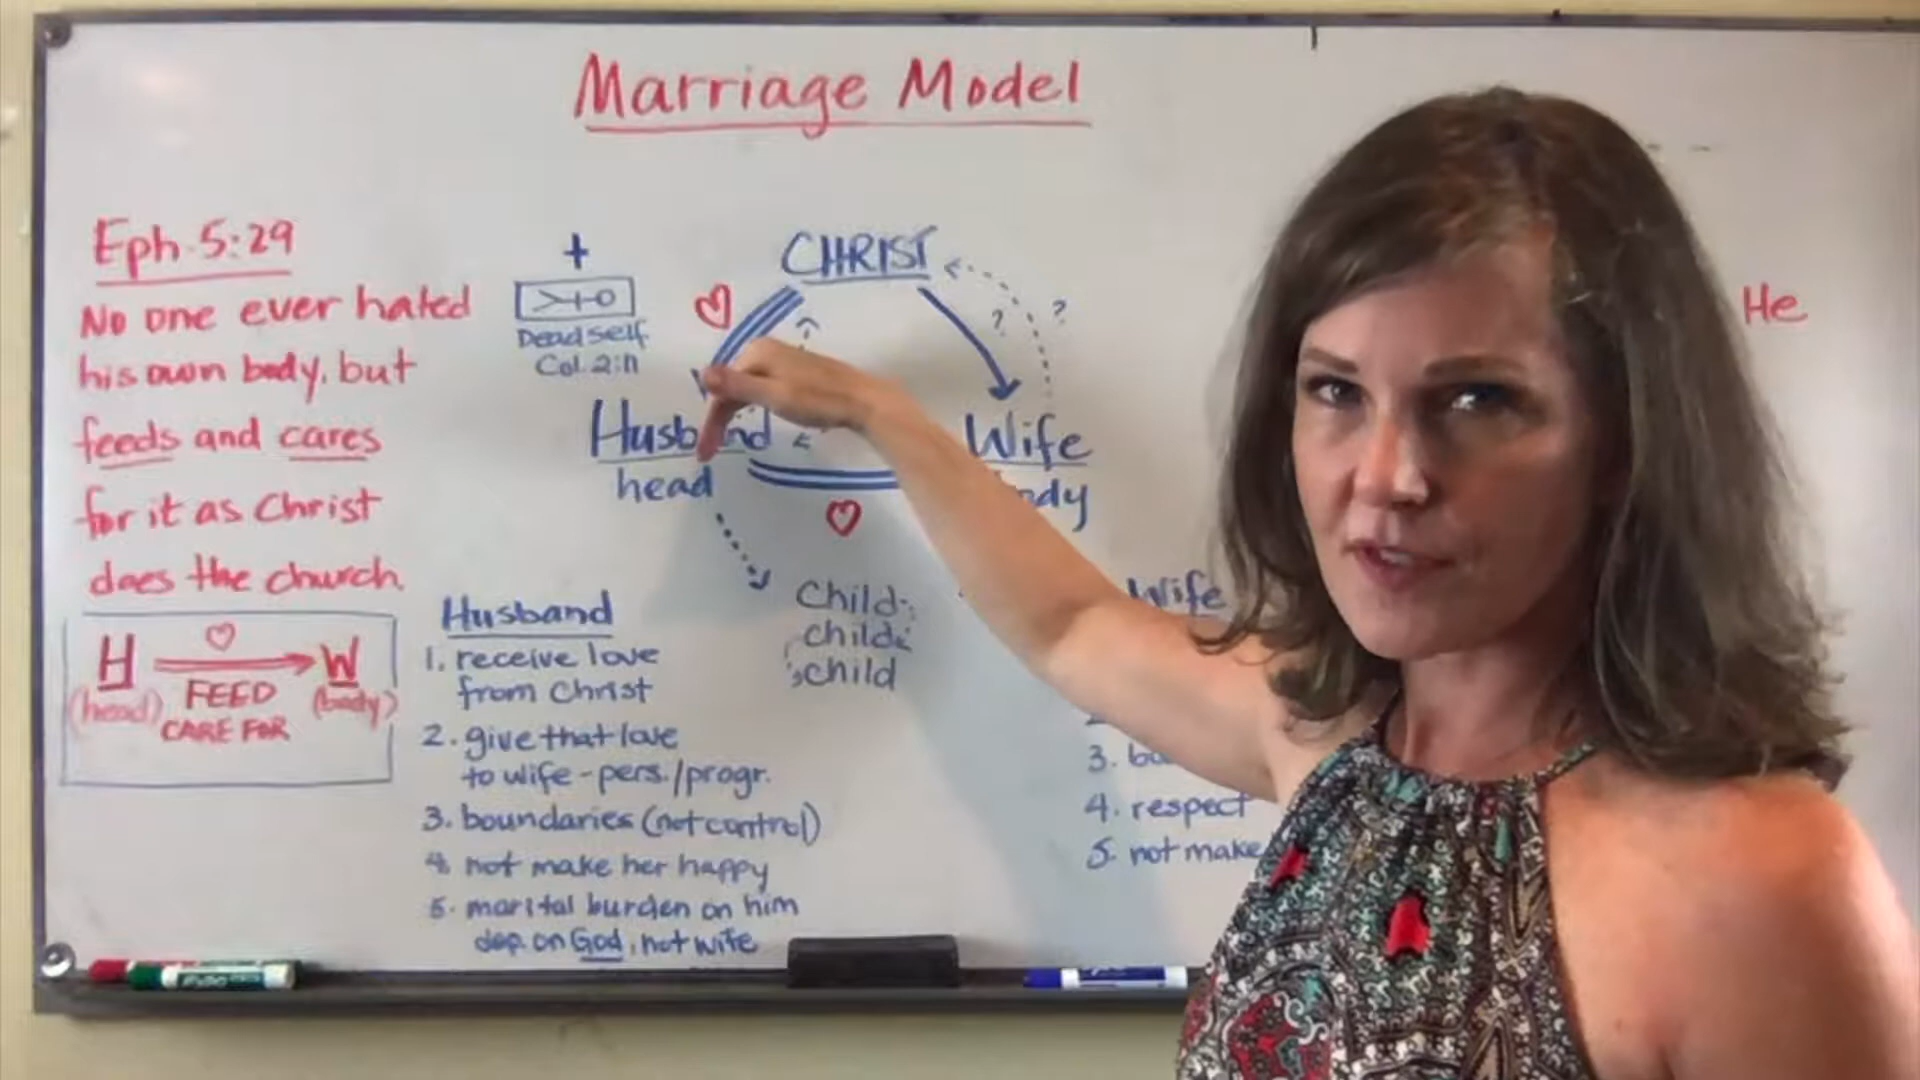 Marriage Model
Eph. 5:29
No one ever hated
his own body, but
feeds and cares
for it as Christ
does the church.
H
FEED
CARE FOR
W
(head)
(body)
+
Dead self
Col. 2:11
CHRIST
?
?
Husband
head
Wife
Child
child
child
Husband
1. receive love
from Christ
2. give that love
to wife - pers./progr.
3. boundaries (not control)
4. not make her happy
5. marital burden on him
dep. on God, not wife
Wife
3.
4. respect
5. not make
He